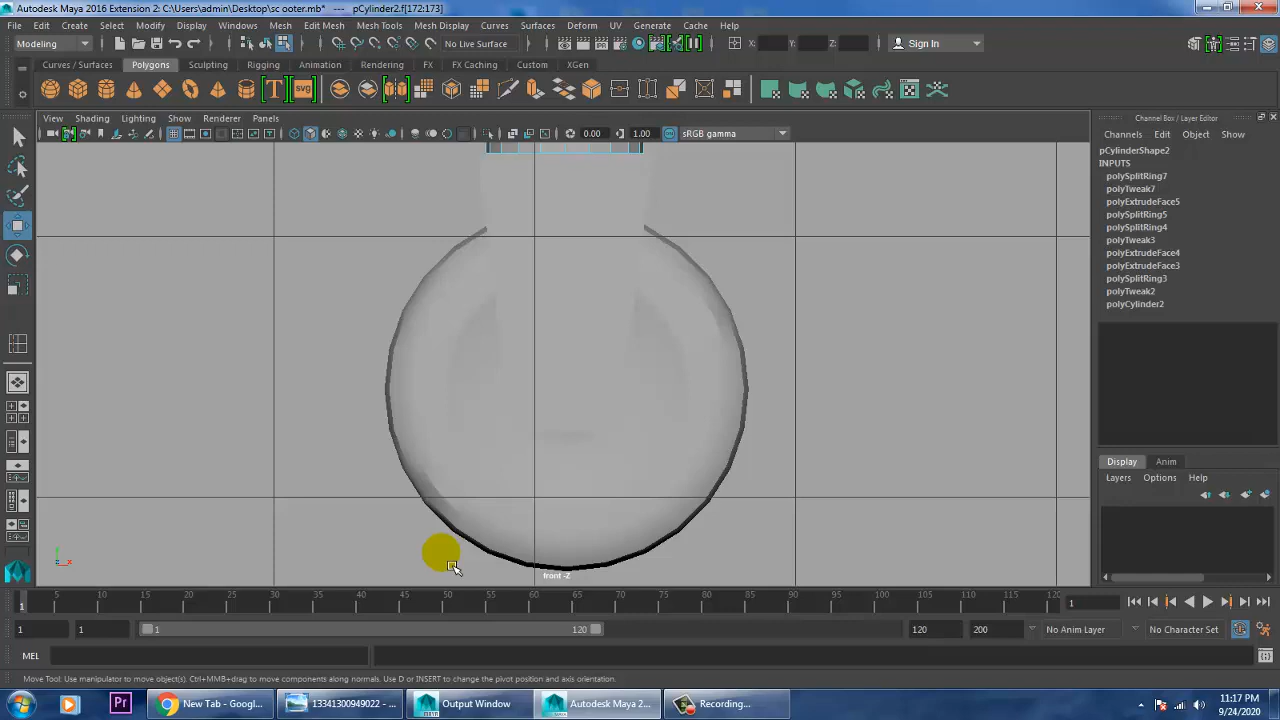 Autodesk Maya 2016 Extension 2: C:\Users\admin\Desktop\sc ooter.mb* --- pCylinder2.f[172:173]
File Edit Create Select Modify Display Windows Mesh Edit Mesh Mesh Tools Mesh Display Curves Surfaces Deform UV Generate Cache Help
Modeling No Live Surface X: Y: Z: Sign In
Curves / Surfaces Polygons Sculpting Rigging Animation Rendering FX FX Caching Custom XGen
T svg
Channel Box / Layer Editor
View Shading Lighting Show Renderer Panels
Channels Edit Object Show
0.00 1.00 sRGB gamma
pCylinderShape2
INPUTS
polySplitRing7
polyTweak7
polyExtrudeFace5
polySplitRing5
polySplitRing4
polyTweak3
polyExtrudeFace4
polyExtrudeFace3
polySplitRing3
polyTweak2
polyCylinder2
Display Anim
Layers Options Help
front -Z
1 5 10 15 20 25 30 35 40 45 50 55 60 65 70 75 80 85 90 95 100 105 110 115 120 1
1 1 1 120 120 200 No Anim Layer No Character Set
MEL
Move Tool: Use manipulator to move object(s). Ctrl+MMB+drag to move components along normals. Use D or INSERT to change the pivot position and axis orientation.
Pr New Tab - Googl... 13341300949022 - ... Output Window Autodesk Maya 2... Recording... 11:17 PM
9/24/2020